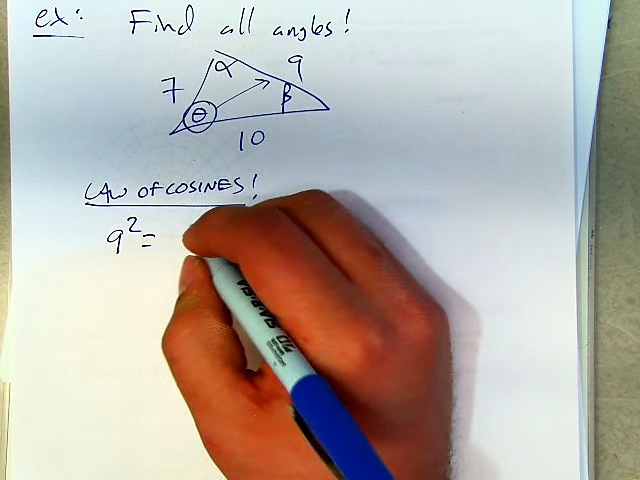 ex: Find all angles!
α 9
7
β
θ
10
LAW OF COSINES!
9²=